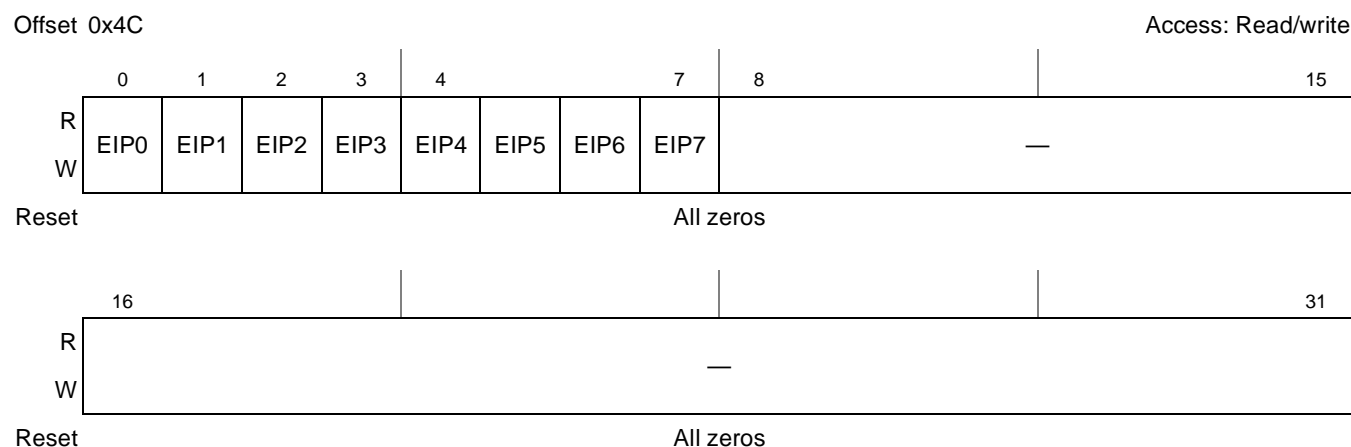 Offset 0x4C Access: Read/write
0 1 2 3 4 7 8 15
R
EIP0 EIP1 EIP2 EIP3 EIP4 EIP5 EIP6 EIP7 —
W
Reset All zeros
16 31
R
—
W
Reset All zeros